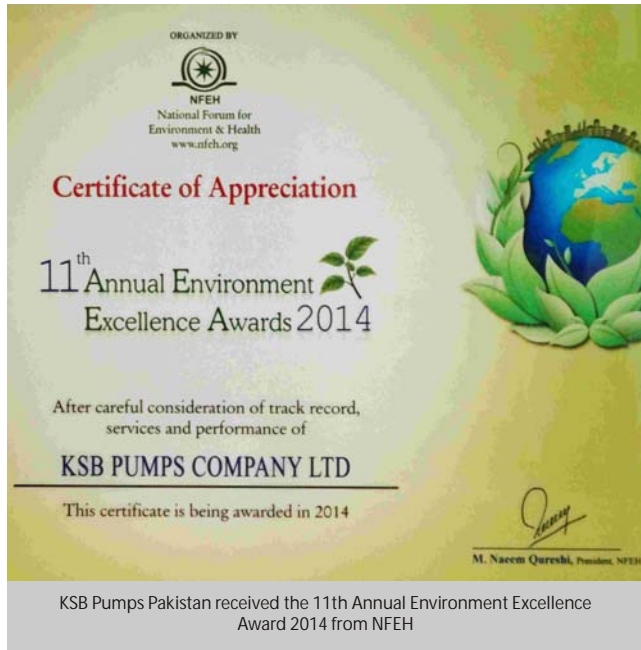 ORGANIZED BY
NFEH
National Forum for
Environment & Health
www.nfeh.org
Certificate of Appreciation
11th Annual Environment
Excellence Awards 2014
After careful consideration of track record,
services and performance of
KSB PUMPS COMPANY LTD
This certificate is being awarded in 2014
M. Naeem Qureshi, President, NFEH
KSB Pumps Pakistan received the 11th Annual Environment Excellence
Award 2014 from NFEH